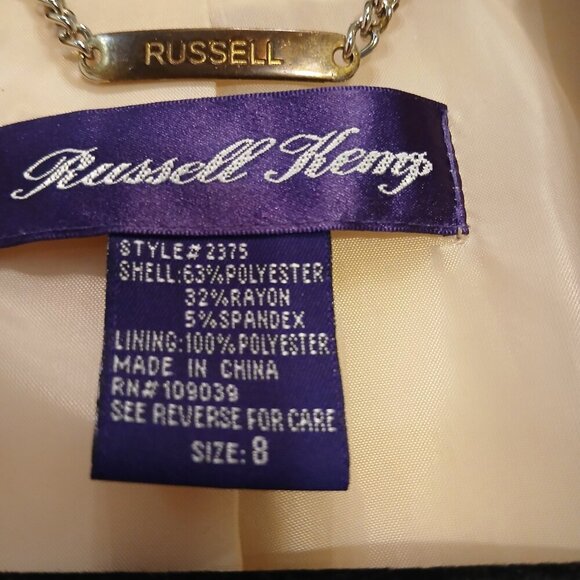 RUSSELL
Russell Kemp
STYLE# 2375
SHELL:63%POLYESTER
32%RAYON
5%SPANDEX
LINING:100%POLYESTER
MADE IN CHINA
RN# 109039
SEE REVERSE FOR CARE
SIZE: 8